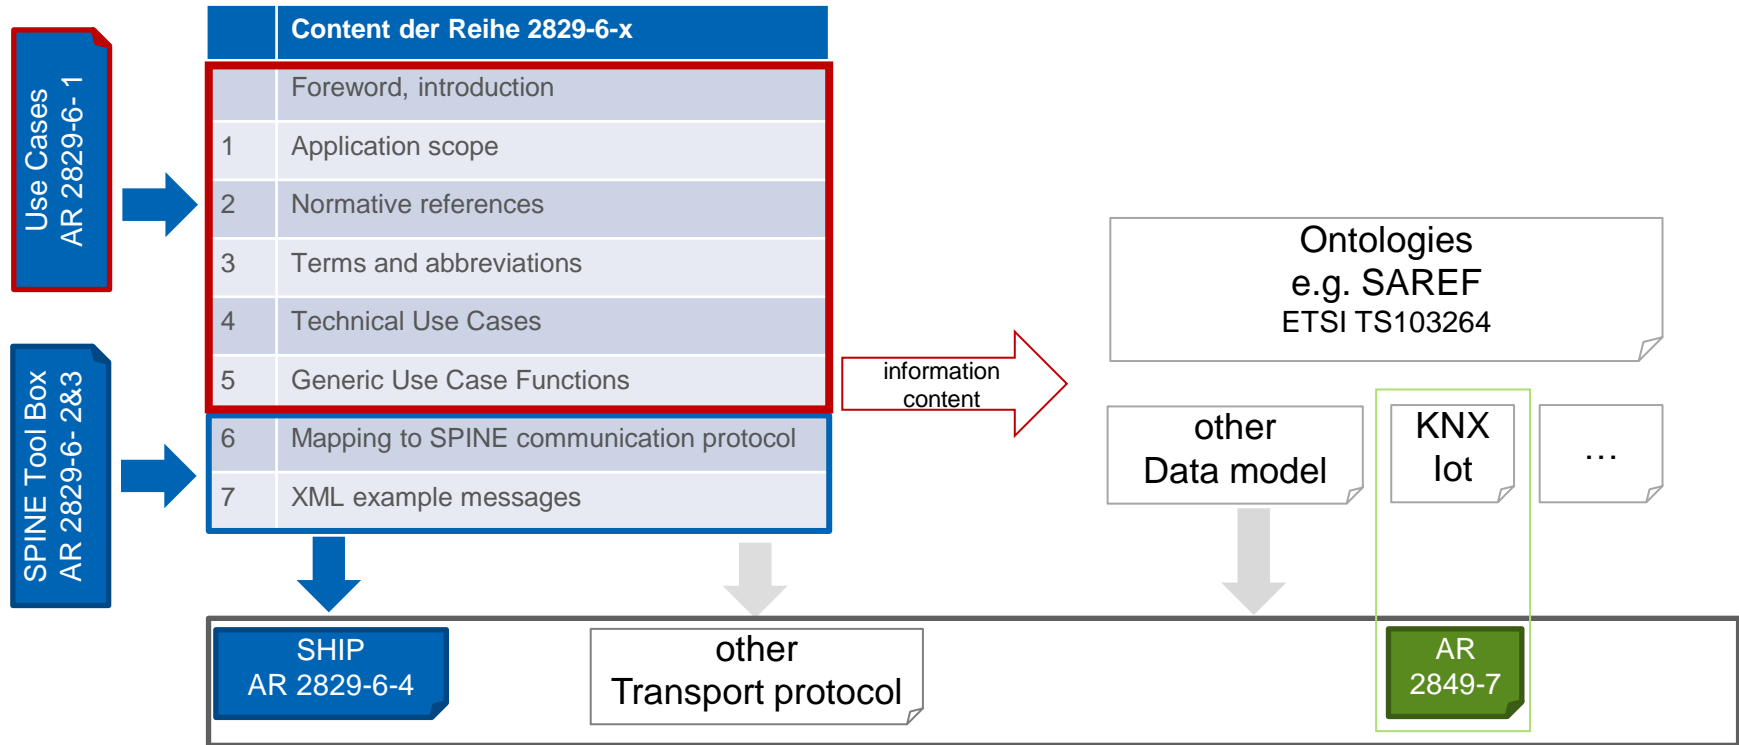 Use Cases
AR 2829-6- 1
SPINE Tool Box
AR 2829-6- 2&3
Content der Reihe 2829-6-x
Foreword, introduction
1 Application scope
2 Normative references
3 Terms and abbreviations
4 Technical Use Cases
5 Generic Use Case Functions
6 Mapping to SPINE communication protocol
7 XML example messages
information
content
Ontologies
e.g. SAREF
ETSI TS103264
other
Data model
KNX
Iot
...
SHIP
AR 2829-6-4
other
Transport protocol
AR
2849-7